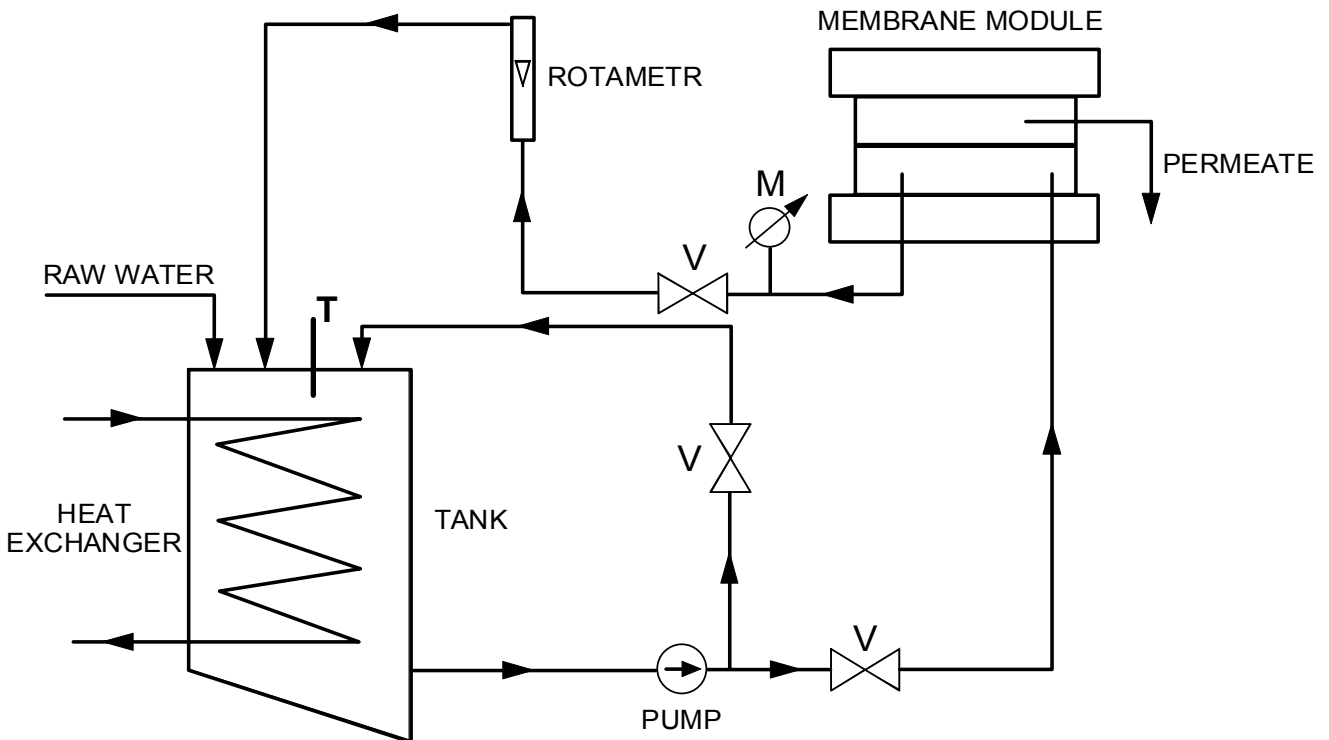 MEMBRANE MODULE
ROTAMETR
PERMEATE
M
V
RAW WATER
T
V
HEAT
EXCHANGER
TANK
V
PUMP